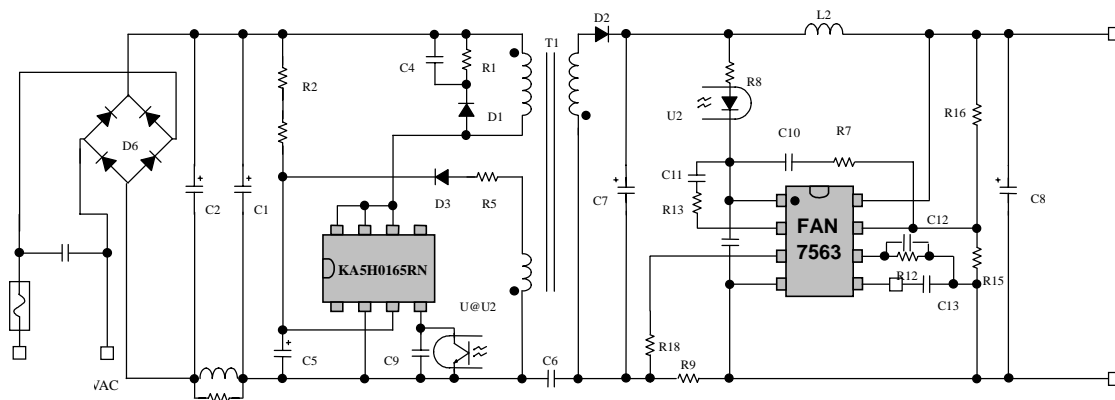 D2
L2
T1
C4
R1
R2
R8
D1
U2
C10
R7
R16
D6
C11
D3
R5
C7
R13
C2
C1
C12
C8
FAN
7563
KA5H0165RN
R12
R15
U@U2
C13
C5
C9
C6
R18
R9
VAC